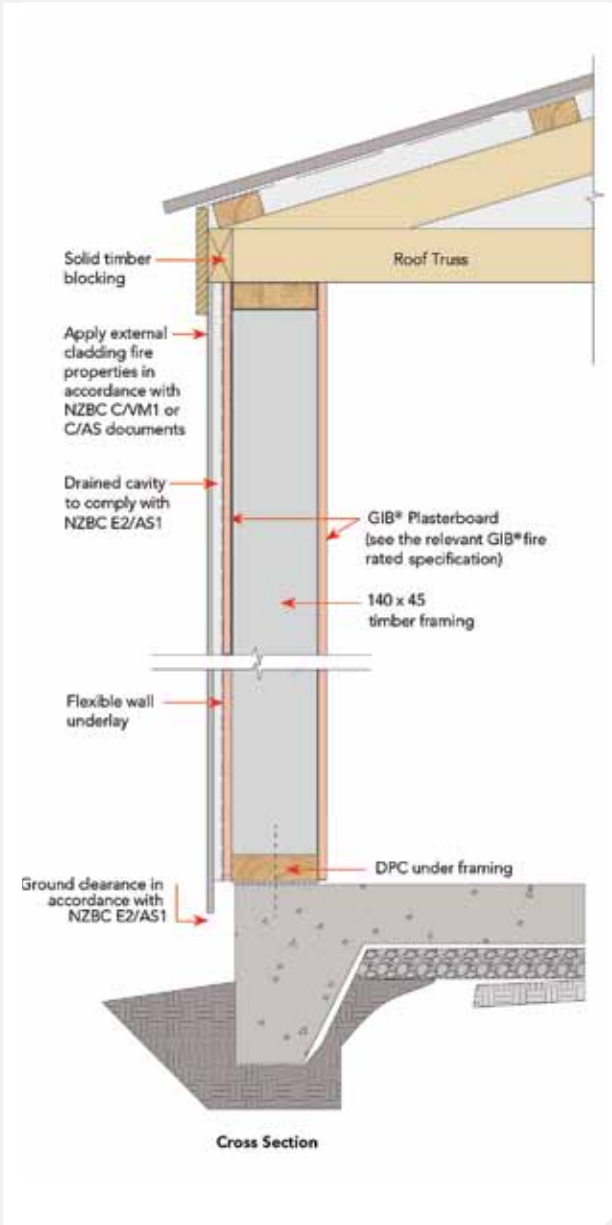 Roof Truss
Solid timber
blocking
Apply external
cladding fire
properties in
accordance with
NZBC C/VM1 or
C/AS documents
Drained cavity
to comply with
NZBC E2/AS1
GIB® Plasterboard
(see the relevant GIB® fire
rated specification)
140 x 45
timber framing
Flexible wall
underlay
DPC under framing
Ground clearance in
accordance with
NZBC E2/AS1
Cross Section